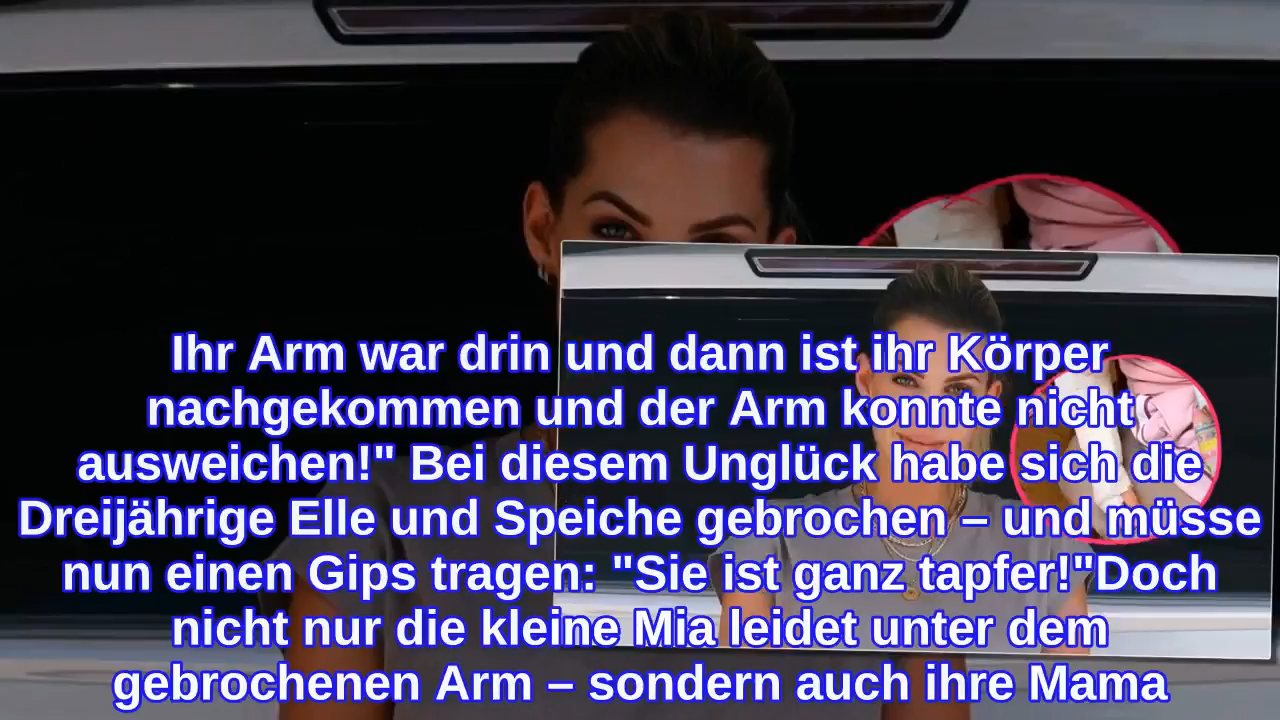 Ihr Arm war drin und dann ist ihr Körper
nachgekommen und der Arm konnte nicht
ausweichen!" Bei diesem Unglück habe sich die
Dreijährige Elle und Speiche gebrochen – und müsse
nun einen Gips tragen: "Sie ist ganz tapfer!"Doch
nicht nur die kleine Mia leidet unter dem
gebrochenen Arm – sondern auch ihre Mama